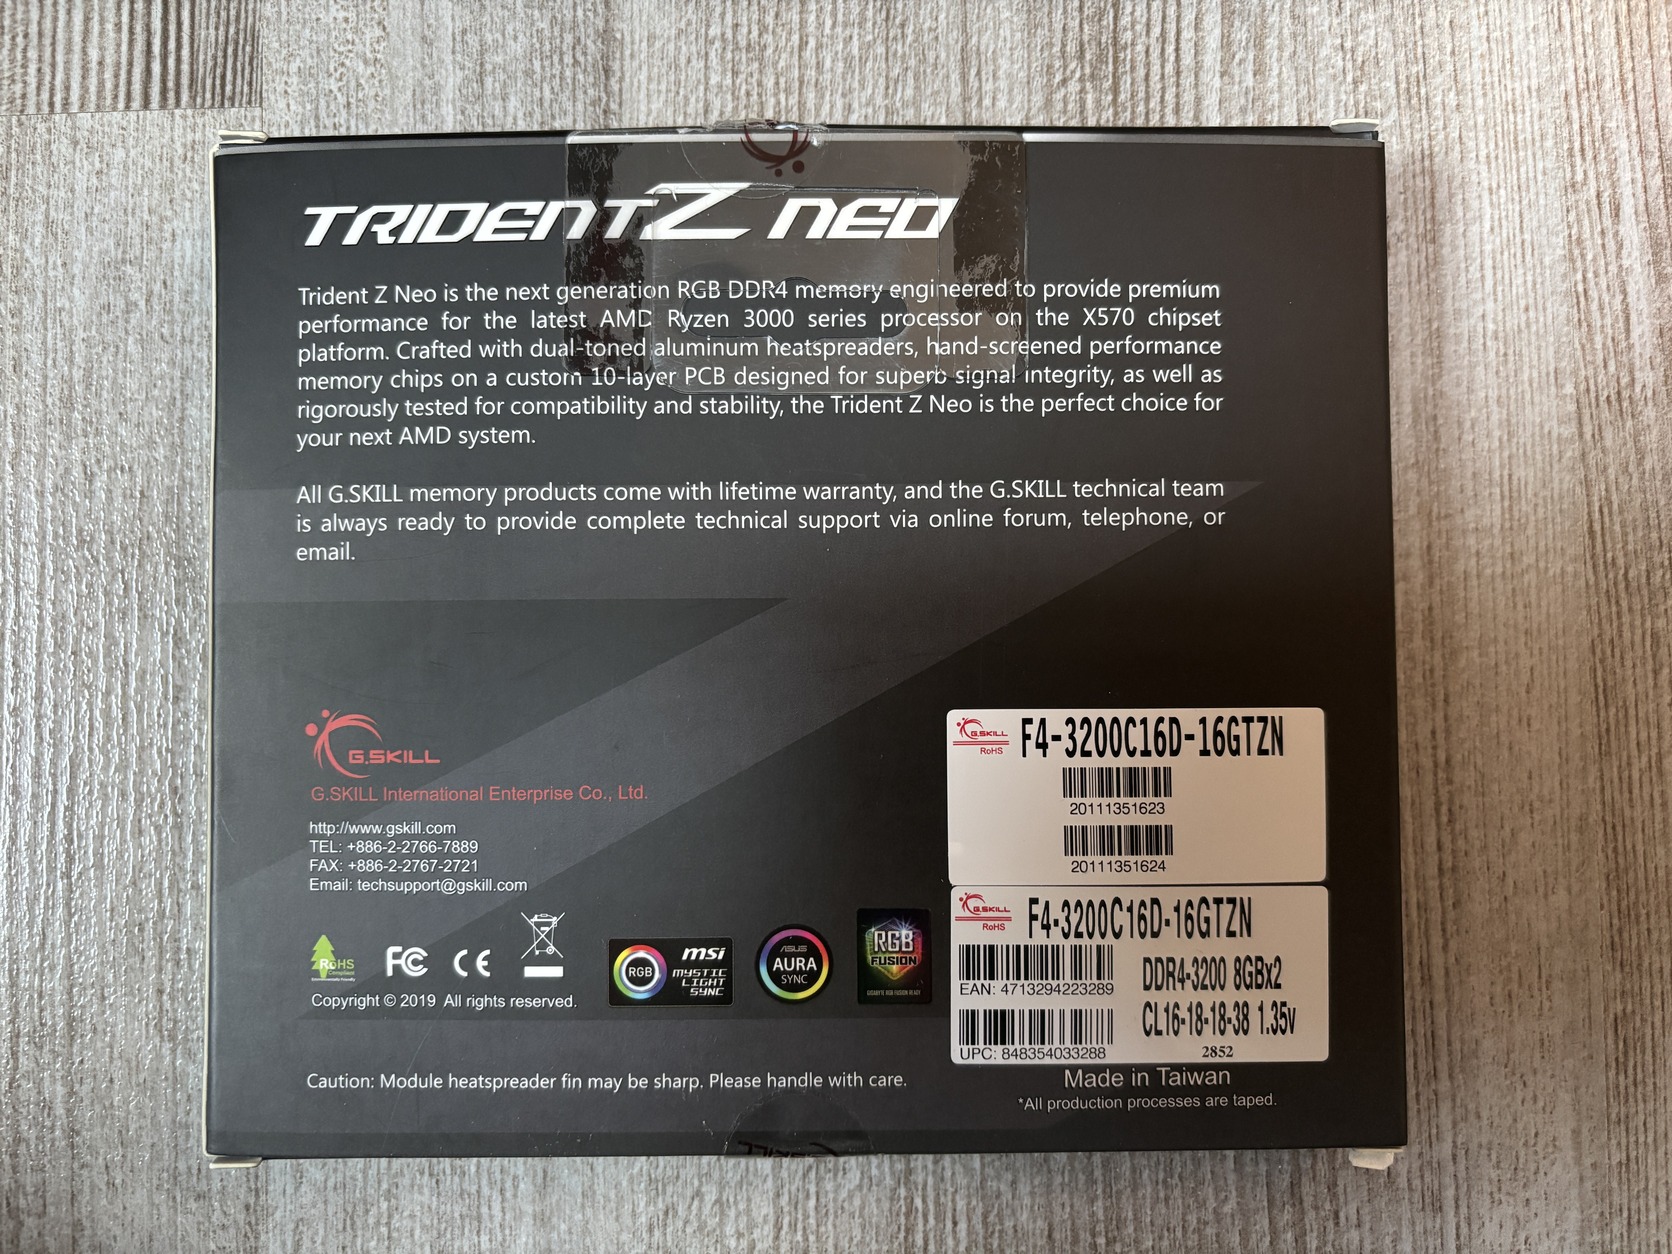 TRIDENT Z NEO
Trident Z Neo is the next generation RGB DDR4 memory engineered to provide premium
performance for the latest AMD Ryzen 3000 series processor on the X570 chipset
platform. Crafted with dual-toned aluminum heatspreaders, hand-screened performance
memory chips on a custom 10-layer PCB designed for superb signal integrity, as well as
rigorously tested for compatibility and stability, the Trident Z Neo is the perfect choice for
your next AMD system.
All G.SKILL memory products come with lifetime warranty, and the G.SKILL technical team
is always ready to provide complete technical support via online forum, telephone, or
email.
G.SKILL
G.SKILL International Enterprise Co., Ltd.
http://www.gskill.com
TEL: +886-2-2766-7889
FAX: +886-2-2767-2721
Email: techsupport@gskill.com
RoHS
Compliant
Environmentally Friendly
FC CE
RGB
msi
MYSTIC
LIGHT
SYNC
ASUS
AURA
SYNC
RGB
FUSION
GIGABYTE RGB FUSION READY
Copyright © 2019 All rights reserved.
Caution: Module heatspreader fin may be sharp. Please handle with care.
G.SKILL
RoHS
F4-3200C16D-16GTZN
20111351623
20111351624
G.SKILL
RoHS
F4-3200C16D-16GTZN
EAN: 4713294223289
DDR4-3200 8GBx2
CL16-18-18-38 1.35v
UPC: 848354033288
2852
Made in Taiwan
*All production processes are taped.
G.SKILL